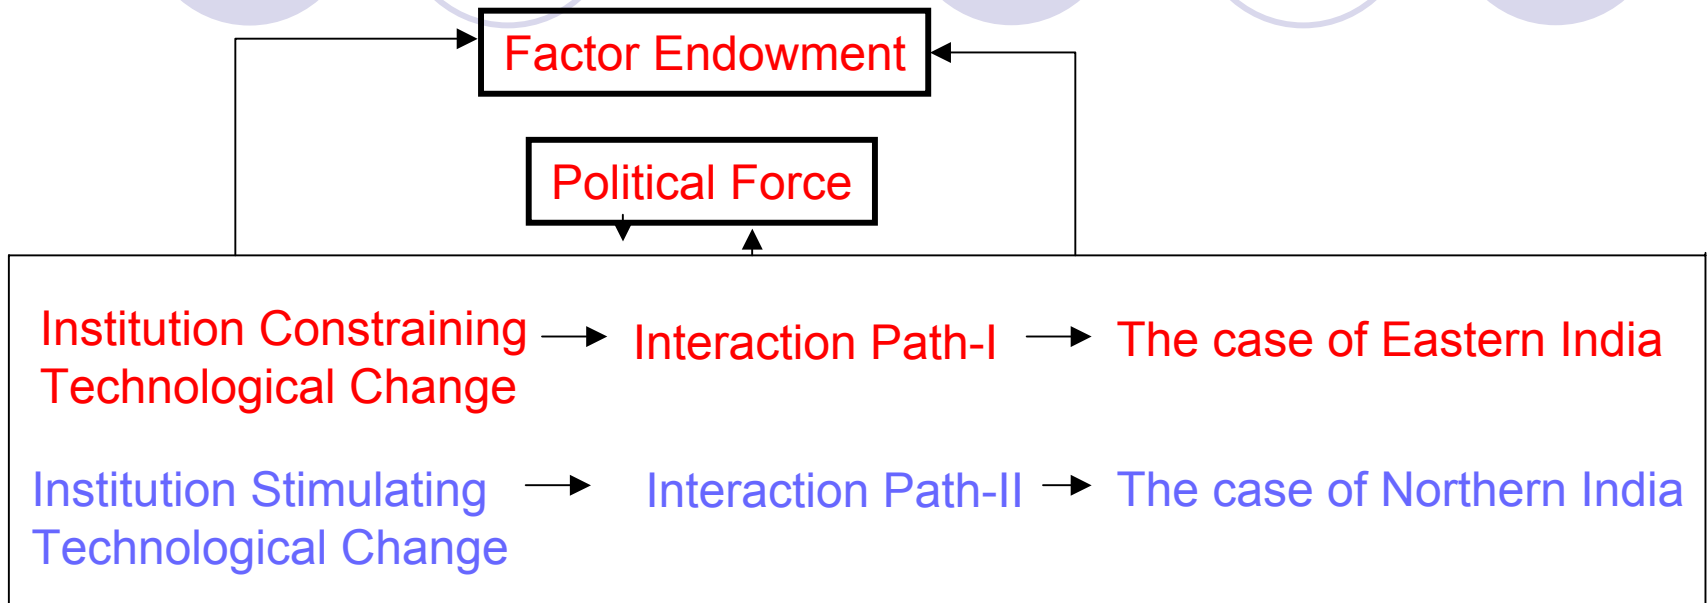 Factor Endowment
Political Force
Institution Constraining
Technological Change
Interaction Path-I
The case of Eastern India
Institution Stimulating
Technological Change
Interaction Path-II
The case of Northern India